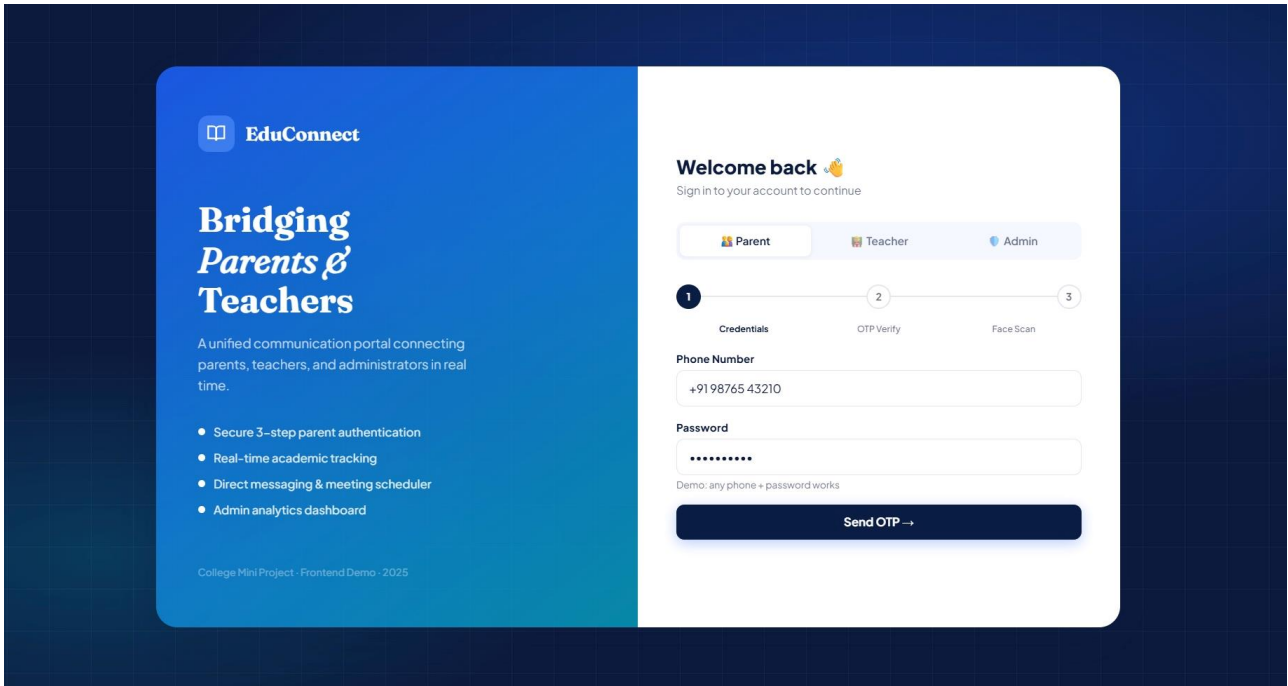 EduConnect
Bridging
Parents &
Teachers
A unified communication portal connecting
parents, teachers, and administrators in real
time.
Secure 3-step parent authentication
Real-time academic tracking
Direct messaging & meeting scheduler
Admin analytics dashboard
College Mini Project · Frontend Demo · 2025
Welcome back 👋
Sign in to your account to continue
Parent
Teacher
Admin
1
2
3
Credentials
OTP Verify
Face Scan
Phone Number
+91 98765 43210
Password
••••••••••
Demo: any phone + password works
Send OTP →